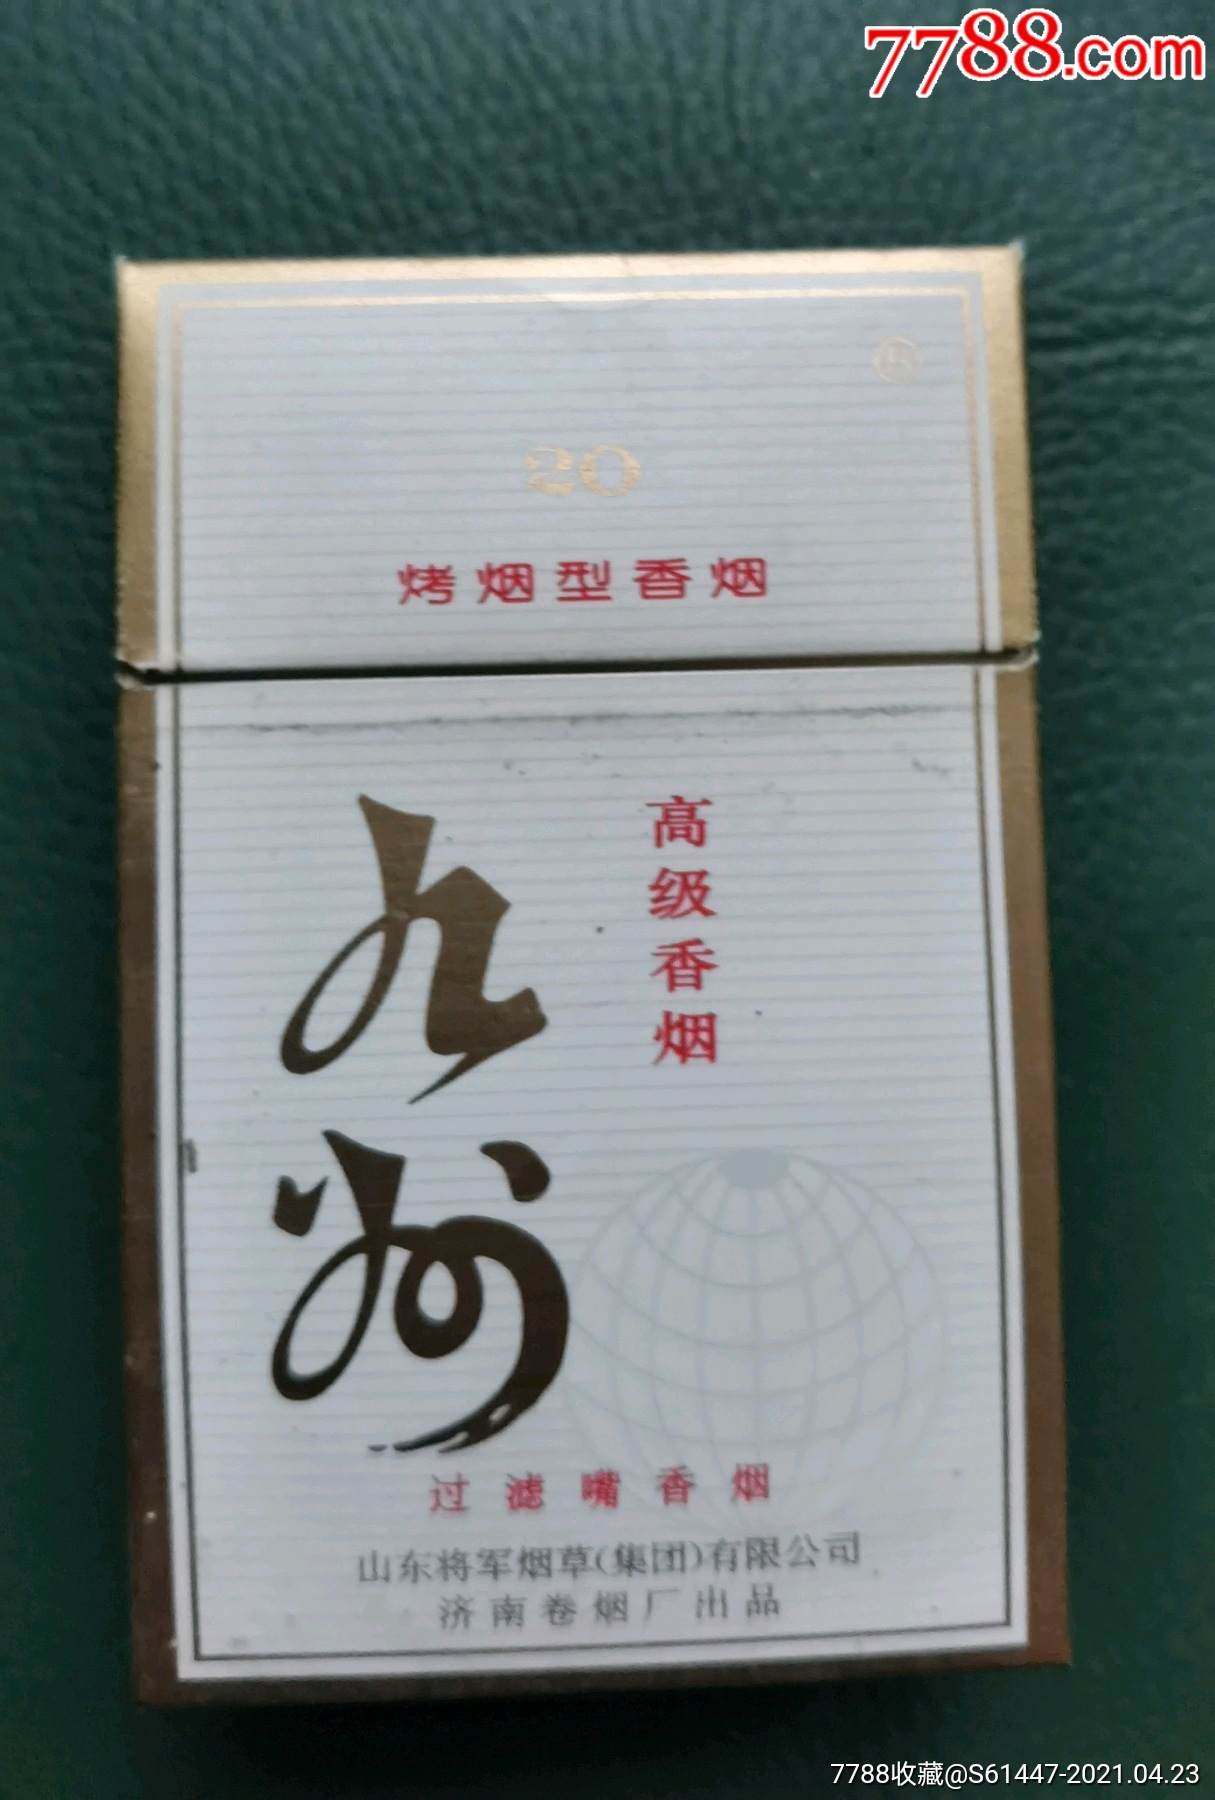 7788.com
®
20
烤烟型香烟
九州
高级香烟
过滤嘴香烟
山东将军烟草(集团)有限公司
济南卷烟厂出品
7788收藏@S61447-2021.04.23